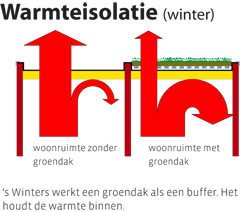 Warmteisolatie (winter)
woonruimte zonder
groendak
woonruimte met
groendak
's Winters werkt een groendak als een buffer. Het
houdt de warmte binnen.